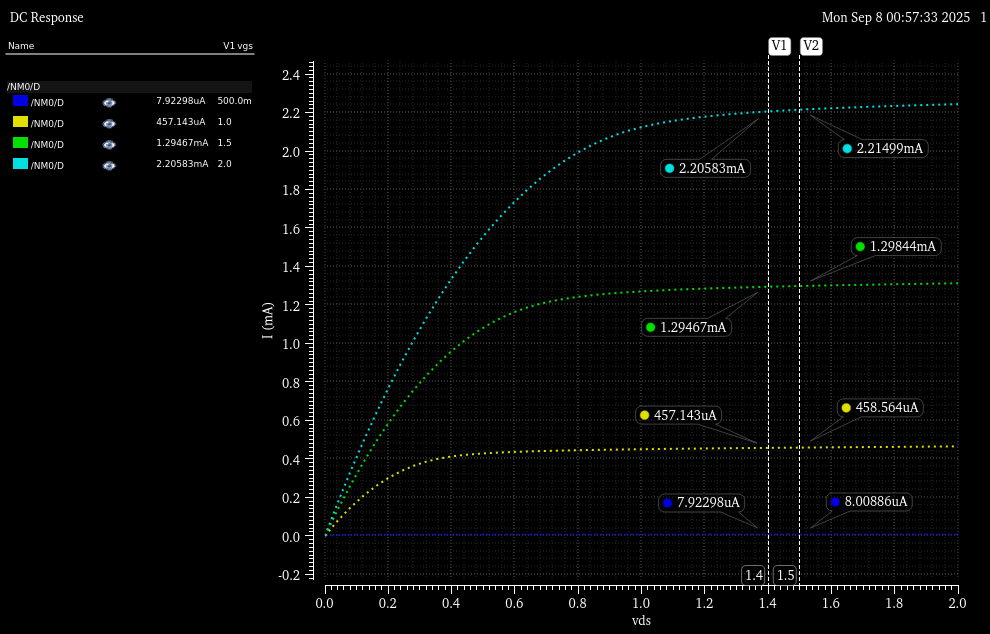 DC Response
Mon Sep 8 00:57:33 2025 1
Name V1 vgs
/NM0/D
/NM0/D 7.92298uA 500.0m
/NM0/D 457.143uA 1.0
/NM0/D 1.29467mA 1.5
/NM0/D 2.20583mA 2.0
V1 V2
2.4
2.2
2.0
1.8
1.6
1.4
1.2
1.0
0.8
0.6
0.4
0.2
0.0
-0.2
I (mA)
2.20583mA
2.21499mA
1.29844mA
1.29467mA
457.143uA
458.564uA
7.92298uA
8.00886uA
1.4 1.5
0.0 0.2 0.4 0.6 0.8 1.0 1.2 1.4 1.6 1.8 2.0
vds